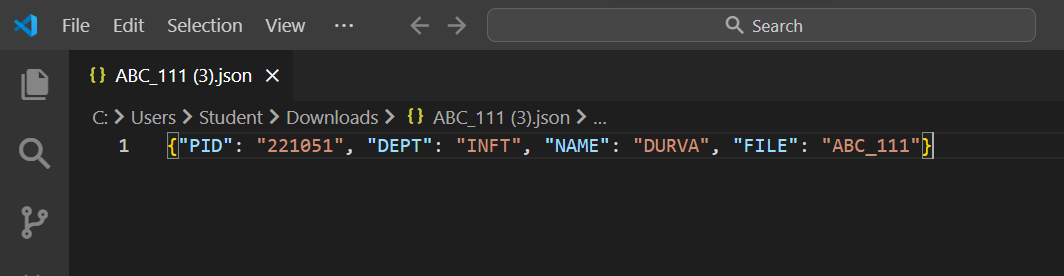 File Edit Selection View ··· Search
{} ABC_111 (3).json ×
C: > Users > Student > Downloads > {} ABC_111 (3).json > ...
1 {"PID": "221051", "DEPT": "INFT", "NAME": "DURVA", "FILE": "ABC_111"}